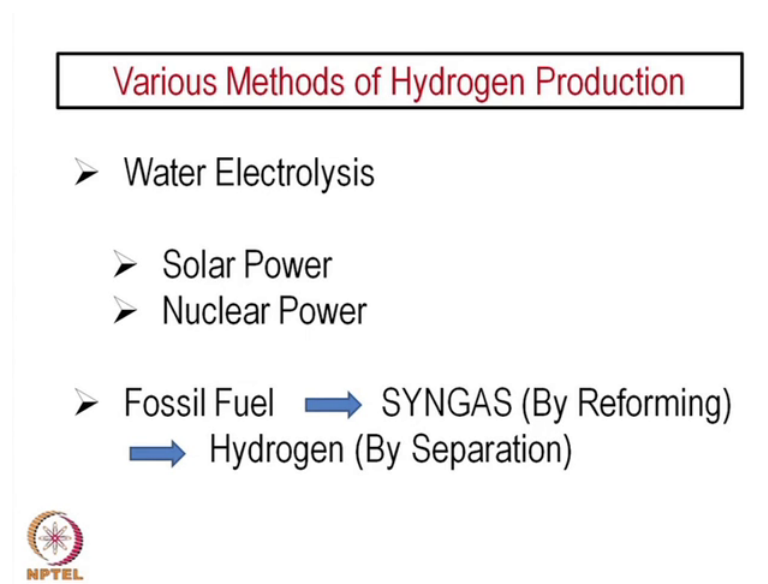 Various Methods of Hydrogen Production
Water Electrolysis
Solar Power
Nuclear Power
Fossil Fuel SYNGAS (By Reforming)
Hydrogen (By Separation)
NPTEL